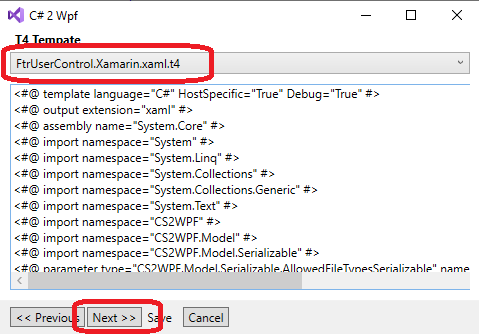 C# 2 Wpf
T4 Tempate
FtrUserControl.Xamarin.xaml.t4
<#@ template language="C#" HostSpecific="True" Debug="True" #>
<#@ output extension="xaml" #>
<#@ assembly name="System.Core" #>
<#@ import namespace="System" #>
<#@ import namespace="System.Linq" #>
<#@ import namespace="System.Collections" #>
<#@ import namespace="System.Collections.Generic" #>
<#@ import namespace="System.Text" #>
<#@ import namespace="CS2WPF" #>
<#@ import namespace="CS2WPF.Model" #>
<#@ import namespace="CS2WPF.Model.Serializable" #>
<#@ parameter type="CS2WPF.Model.Serializable.AllowedFileTypesSerializable" name
<< Previous Next >> Save Cancel